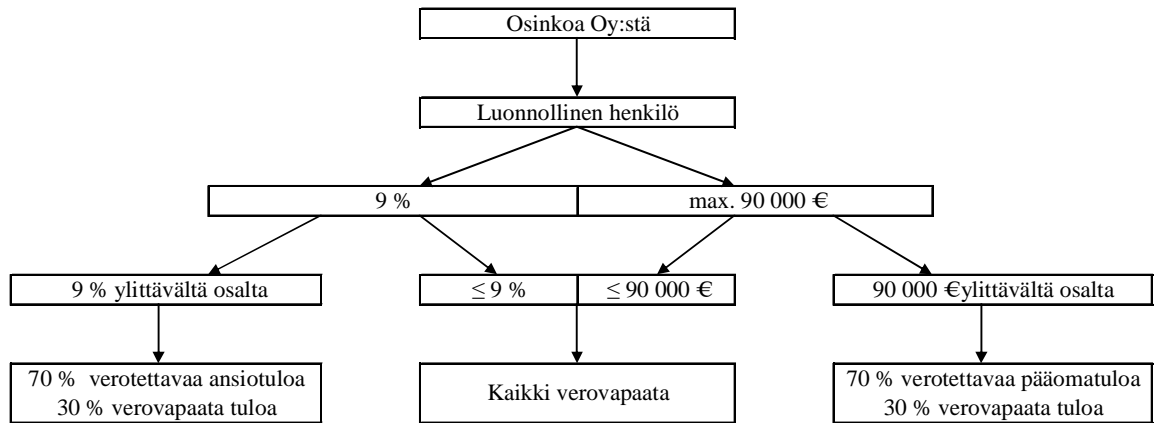 Osinkoa Oy:stä
Luonnollinen henkilö
9 %
max. 90 000 €
9 % ylittävältä osalta
≤ 9 %
≤ 90 000 €
90 000 €ylittävältä osalta
70 % verotettavaa ansiotuloa
30 % verovapaata tuloa
Kaikki verovapaata
70 % verotettavaa pääomatuloa
30 % verovapaata tuloa